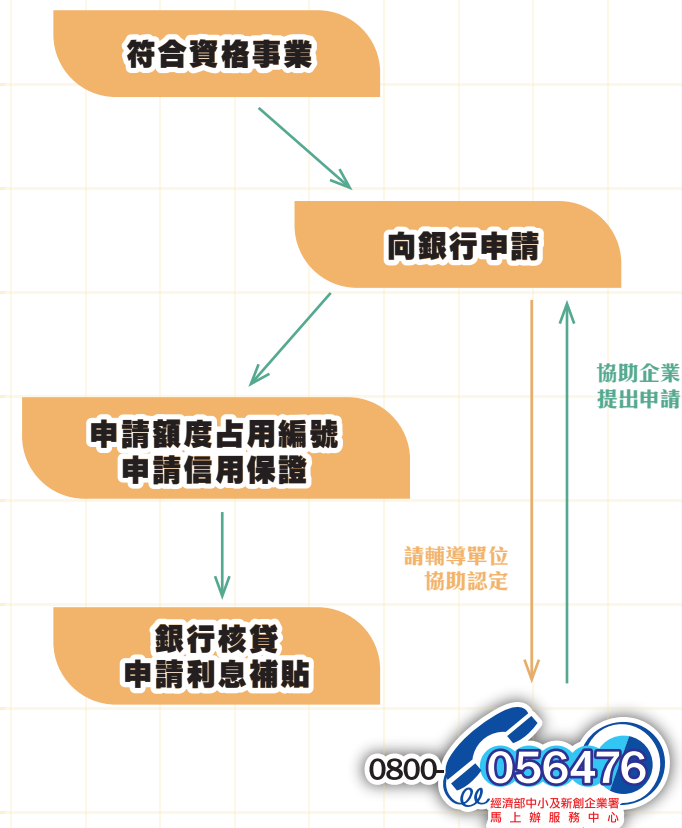 符合資格事業
向銀行申請
協助企業
提出申請
申請額度占用編號
申請信用保證
請輔導單位
協助認定
銀行核貸
申請利息補貼
0800-056476
經濟部中小及新創企業署
馬上辦服務中心